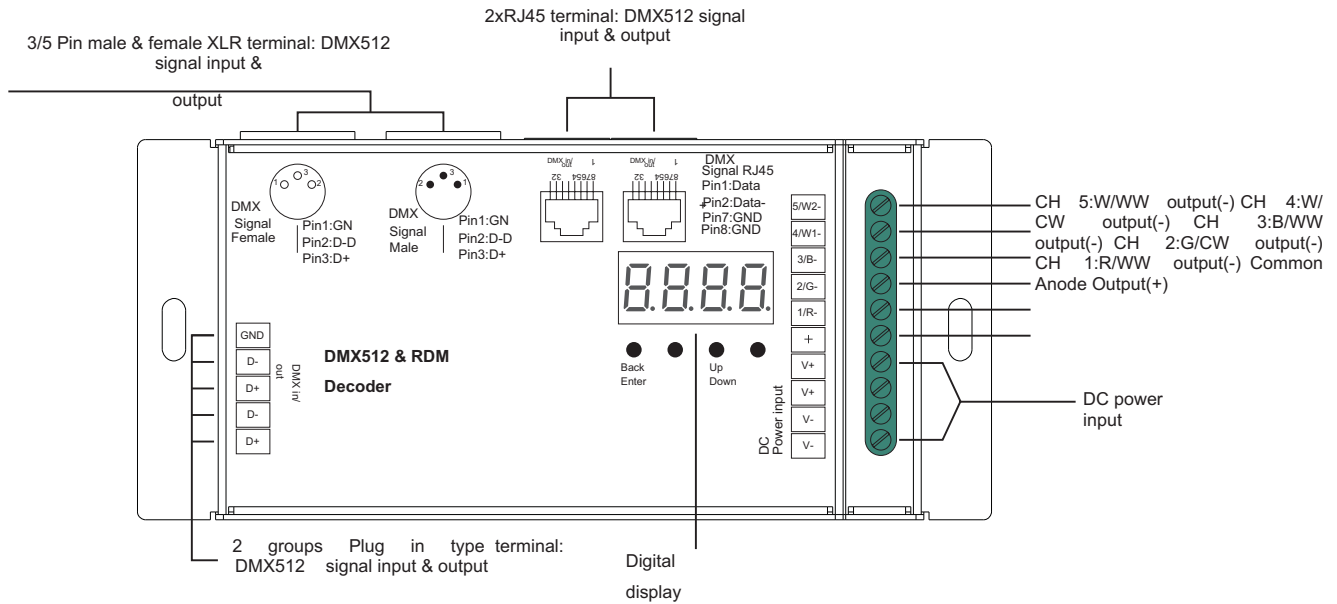 2xRJ45 terminal: DMX512 signal
input & output
3/5 Pin male & female XLR terminal: DMX512
signal input &
output
DMX in/
out
1
32
87654
DMX in/
out
1
32
87654
DMX
Signal RJ45
Pin1:Data
+Pin2:Data-
Pin7:GND
Pin8:GND
1
3
2
DMX
Signal
Female
Pin1:GN
Pin2:D-D
Pin3:D+
2
3
1
DMX
Signal
Male
Pin1:GN
Pin2:D-D
Pin3:D+
8.8.8.8
5/W2-
4/W1-
3/B-
2/G-
1/R-
+
V+
V+
V-
V-
DC
Power input
CH 5:W/WW output(-) CH 4:W/
CW output(-) CH 3:B/WW
output(-) CH 2:G/CW output(-)
CH 1:R/WW output(-) Common
Anode Output(+)
GND
D-
D+
D-
D+
DMX in/
out
DMX512 & RDM
Decoder
Back
Enter
Up
Down
DC power
input
2 groups Plug in type terminal:
DMX512 signal input & output
Digital
display